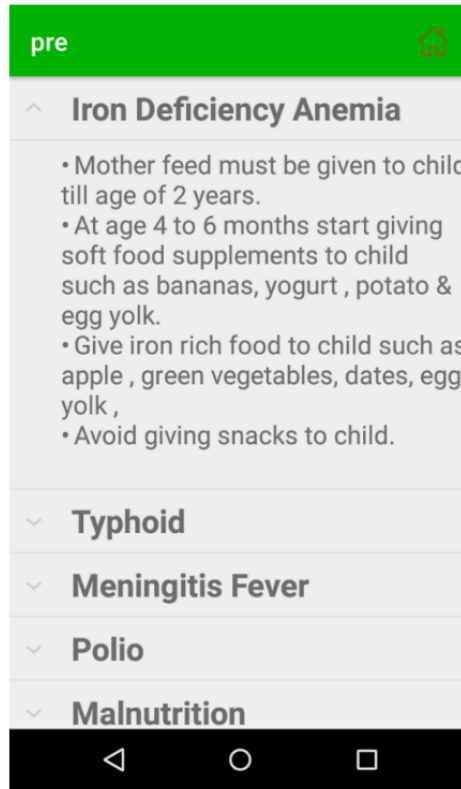 pre
Iron Deficiency Anemia
• Mother feed must be given to child
till age of 2 years.
• At age 4 to 6 months start giving
soft food supplements to child
such as bananas, yogurt , potato &
egg yolk.
• Give iron rich food to child such as
apple , green vegetables, dates, egg
yolk ,
• Avoid giving snacks to child.
Typhoid
Meningitis Fever
Polio
Malnutrition